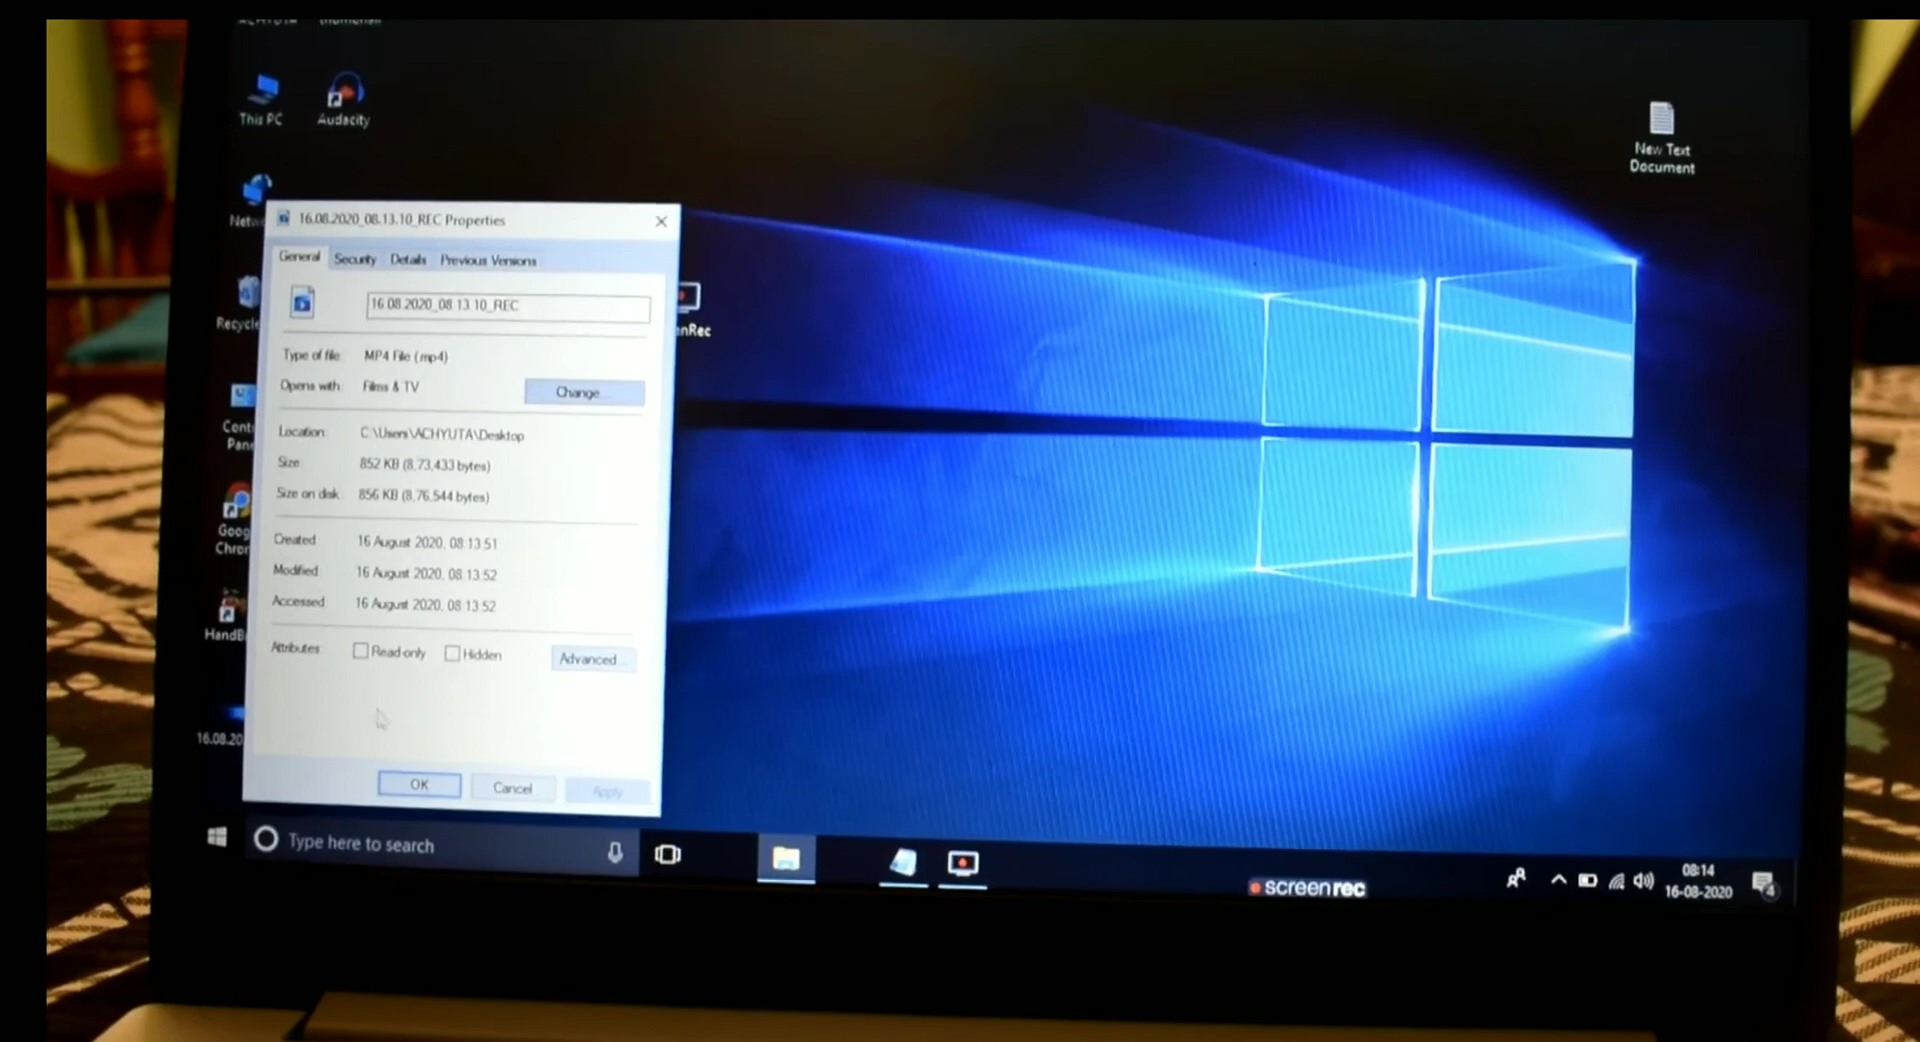 This PC
Audacity
New Text
Document
Netw
Recycle
Cont
Pane
Goog
Chror
HandB
16.08.20
nRec
16.08.2020_08.13.10_REC Properties
General Security Details Previous Versions
16.08.2020_08.13.10_REC
Type of file: MP4 File (.mp4)
Opens with: Films & TV
Change...
Location: C:\Users\ACHYUTA\Desktop
Size: 852 KB (8,73,433 bytes)
Size on disk: 856 KB (8,76,544 bytes)
Created: 16 August 2020, 08:13:51
Modified: 16 August 2020, 08:13:52
Accessed: 16 August 2020, 08:13:52
Attributes: Read-only Hidden
Advanced...
OK Cancel Apply
Type here to search
screenrec
08:14
16-08-2020
4